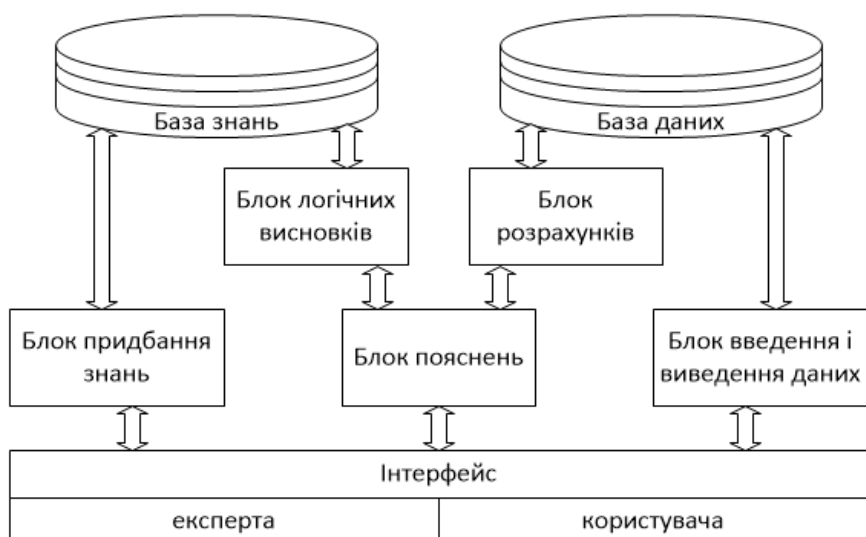 База знань
База даних
Блок логічних
висновків
Блок
розрахунків
Блок придбання
знань
Блок пояснень
Блок введення і
виведення даних
Інтерфейс
експерта
користувача